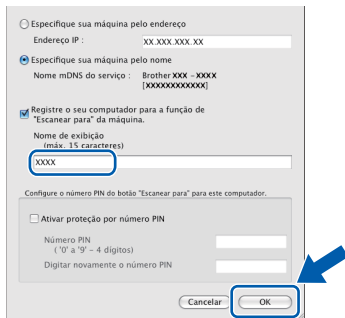 Especifique sua máquina pelo endereço
Endereço IP : XX.XXX.XXX.XX
Especifique sua máquina pelo nome
Nome mDNS do serviço : Brother XXX - XXXX
[XXXXXXXXXXXX]
Registre o seu computador para a função de
"Escanear para" da máquina.
Nome de exibição
(máx. 15 caracteres)
XXXX
Configure o número PIN do botão "Escanear para" para este computador.
Ativar proteção por número PIN
Número PIN
( '0' a '9' - 4 dígitos)
Digitar novamente o número PIN
Cancelar OK